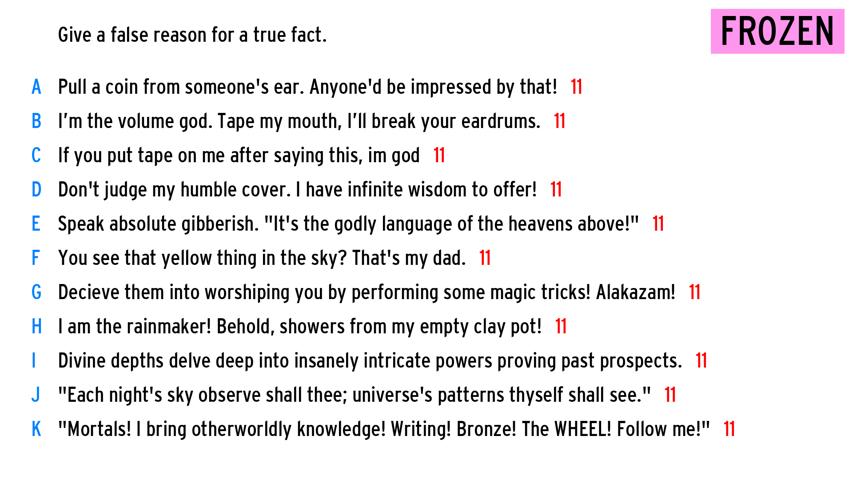 Give a false reason for a true fact.
FROZEN
A Pull a coin from someone's ear. Anyone'd be impressed by that! 11
B I'm the volume god. Tape my mouth, I'll break your eardrums. 11
C If you put tape on me after saying this, im god 11
D Don't judge my humble cover. I have infinite wisdom to offer! 11
E Speak absolute gibberish. "It's the godly language of the heavens above!" 11
F You see that yellow thing in the sky? That's my dad. 11
G Decieve them into worshiping you by performing some magic tricks! Alakazam! 11
H I am the rainmaker! Behold, showers from my empty clay pot! 11
I Divine depths delve deep into insanely intricate powers proving past prospects. 11
J "Each night's sky observe shall thee; universe's patterns thyself shall see." 11
K "Mortals! I bring otherworldly knowledge! Writing! Bronze! The WHEEL! Follow me!" 11